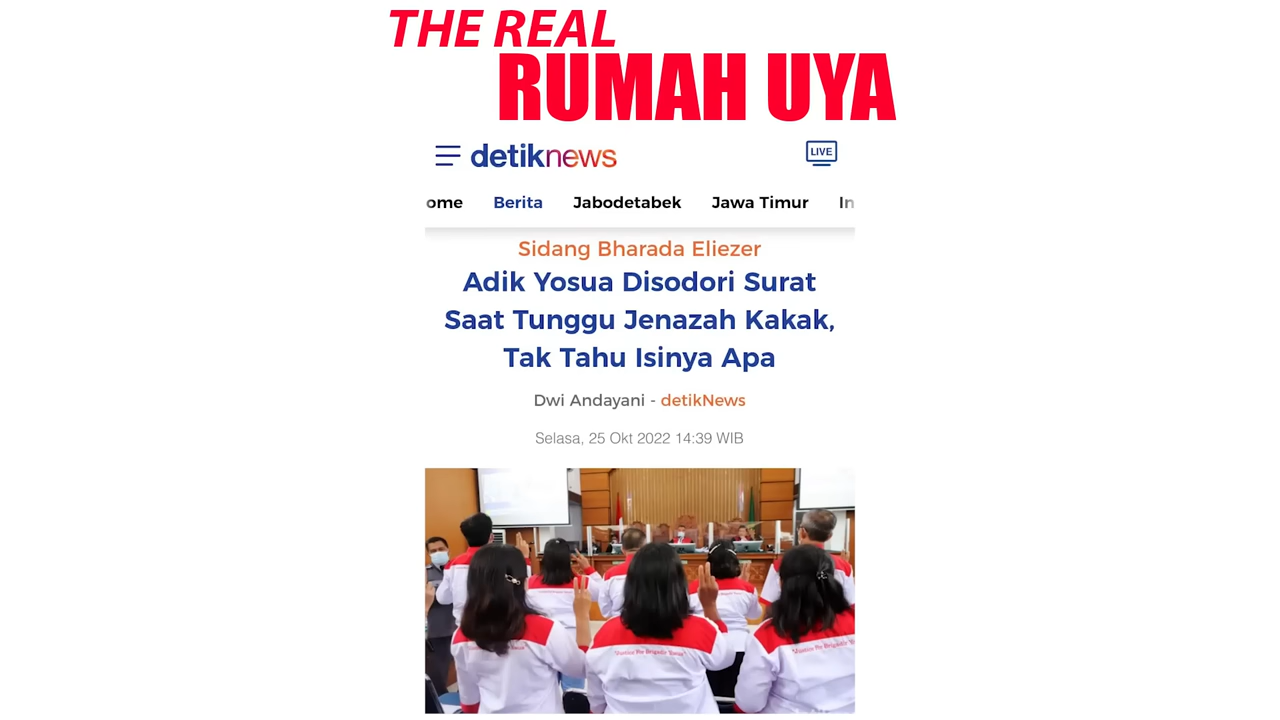 THE REAL
RUMAH UYA
detiknews
LIVE
ome Berita Jabodetabek Jawa Timur In
Sidang Bharada Eliezer
Adik Yosua Disodori Surat
Saat Tunggu Jenazah Kakak,
Tak Tahu Isinya Apa
Dwi Andayani - detikNews
Selasa, 25 Okt 2022 14:39 WIB